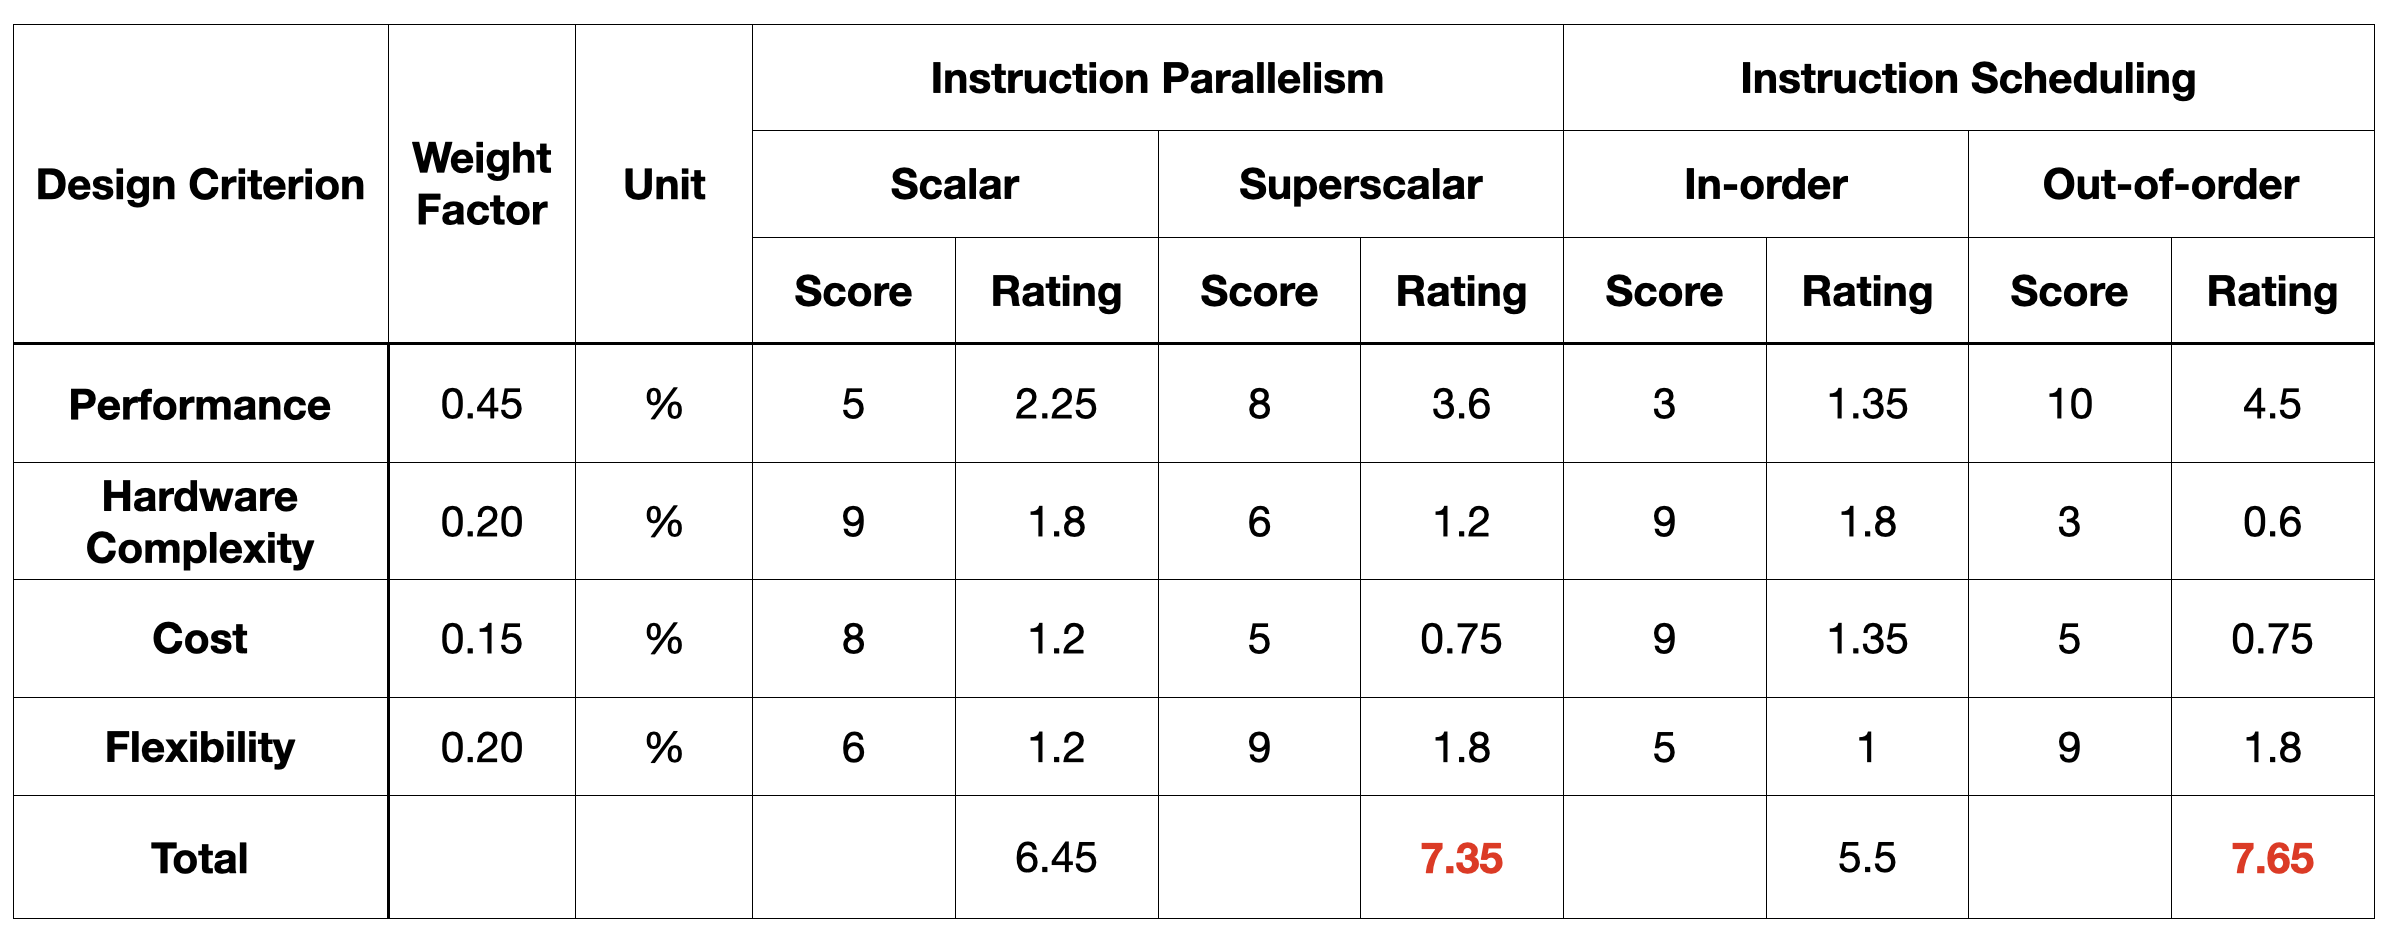 Instruction Parallelism Instruction Scheduling
Design Criterion Weight Factor Unit Scalar Superscalar In-order Out-of-order
Score Rating Score Rating Score Rating Score Rating
Performance 0.45 % 5 2.25 8 3.6 3 1.35 10 4.5
Hardware Complexity 0.20 % 9 1.8 6 1.2 9 1.8 3 0.6
Cost 0.15 % 8 1.2 5 0.75 9 1.35 5 0.75
Flexibility 0.20 % 6 1.2 9 1.8 5 1 9 1.8
Total 6.45 7.35 5.5 7.65